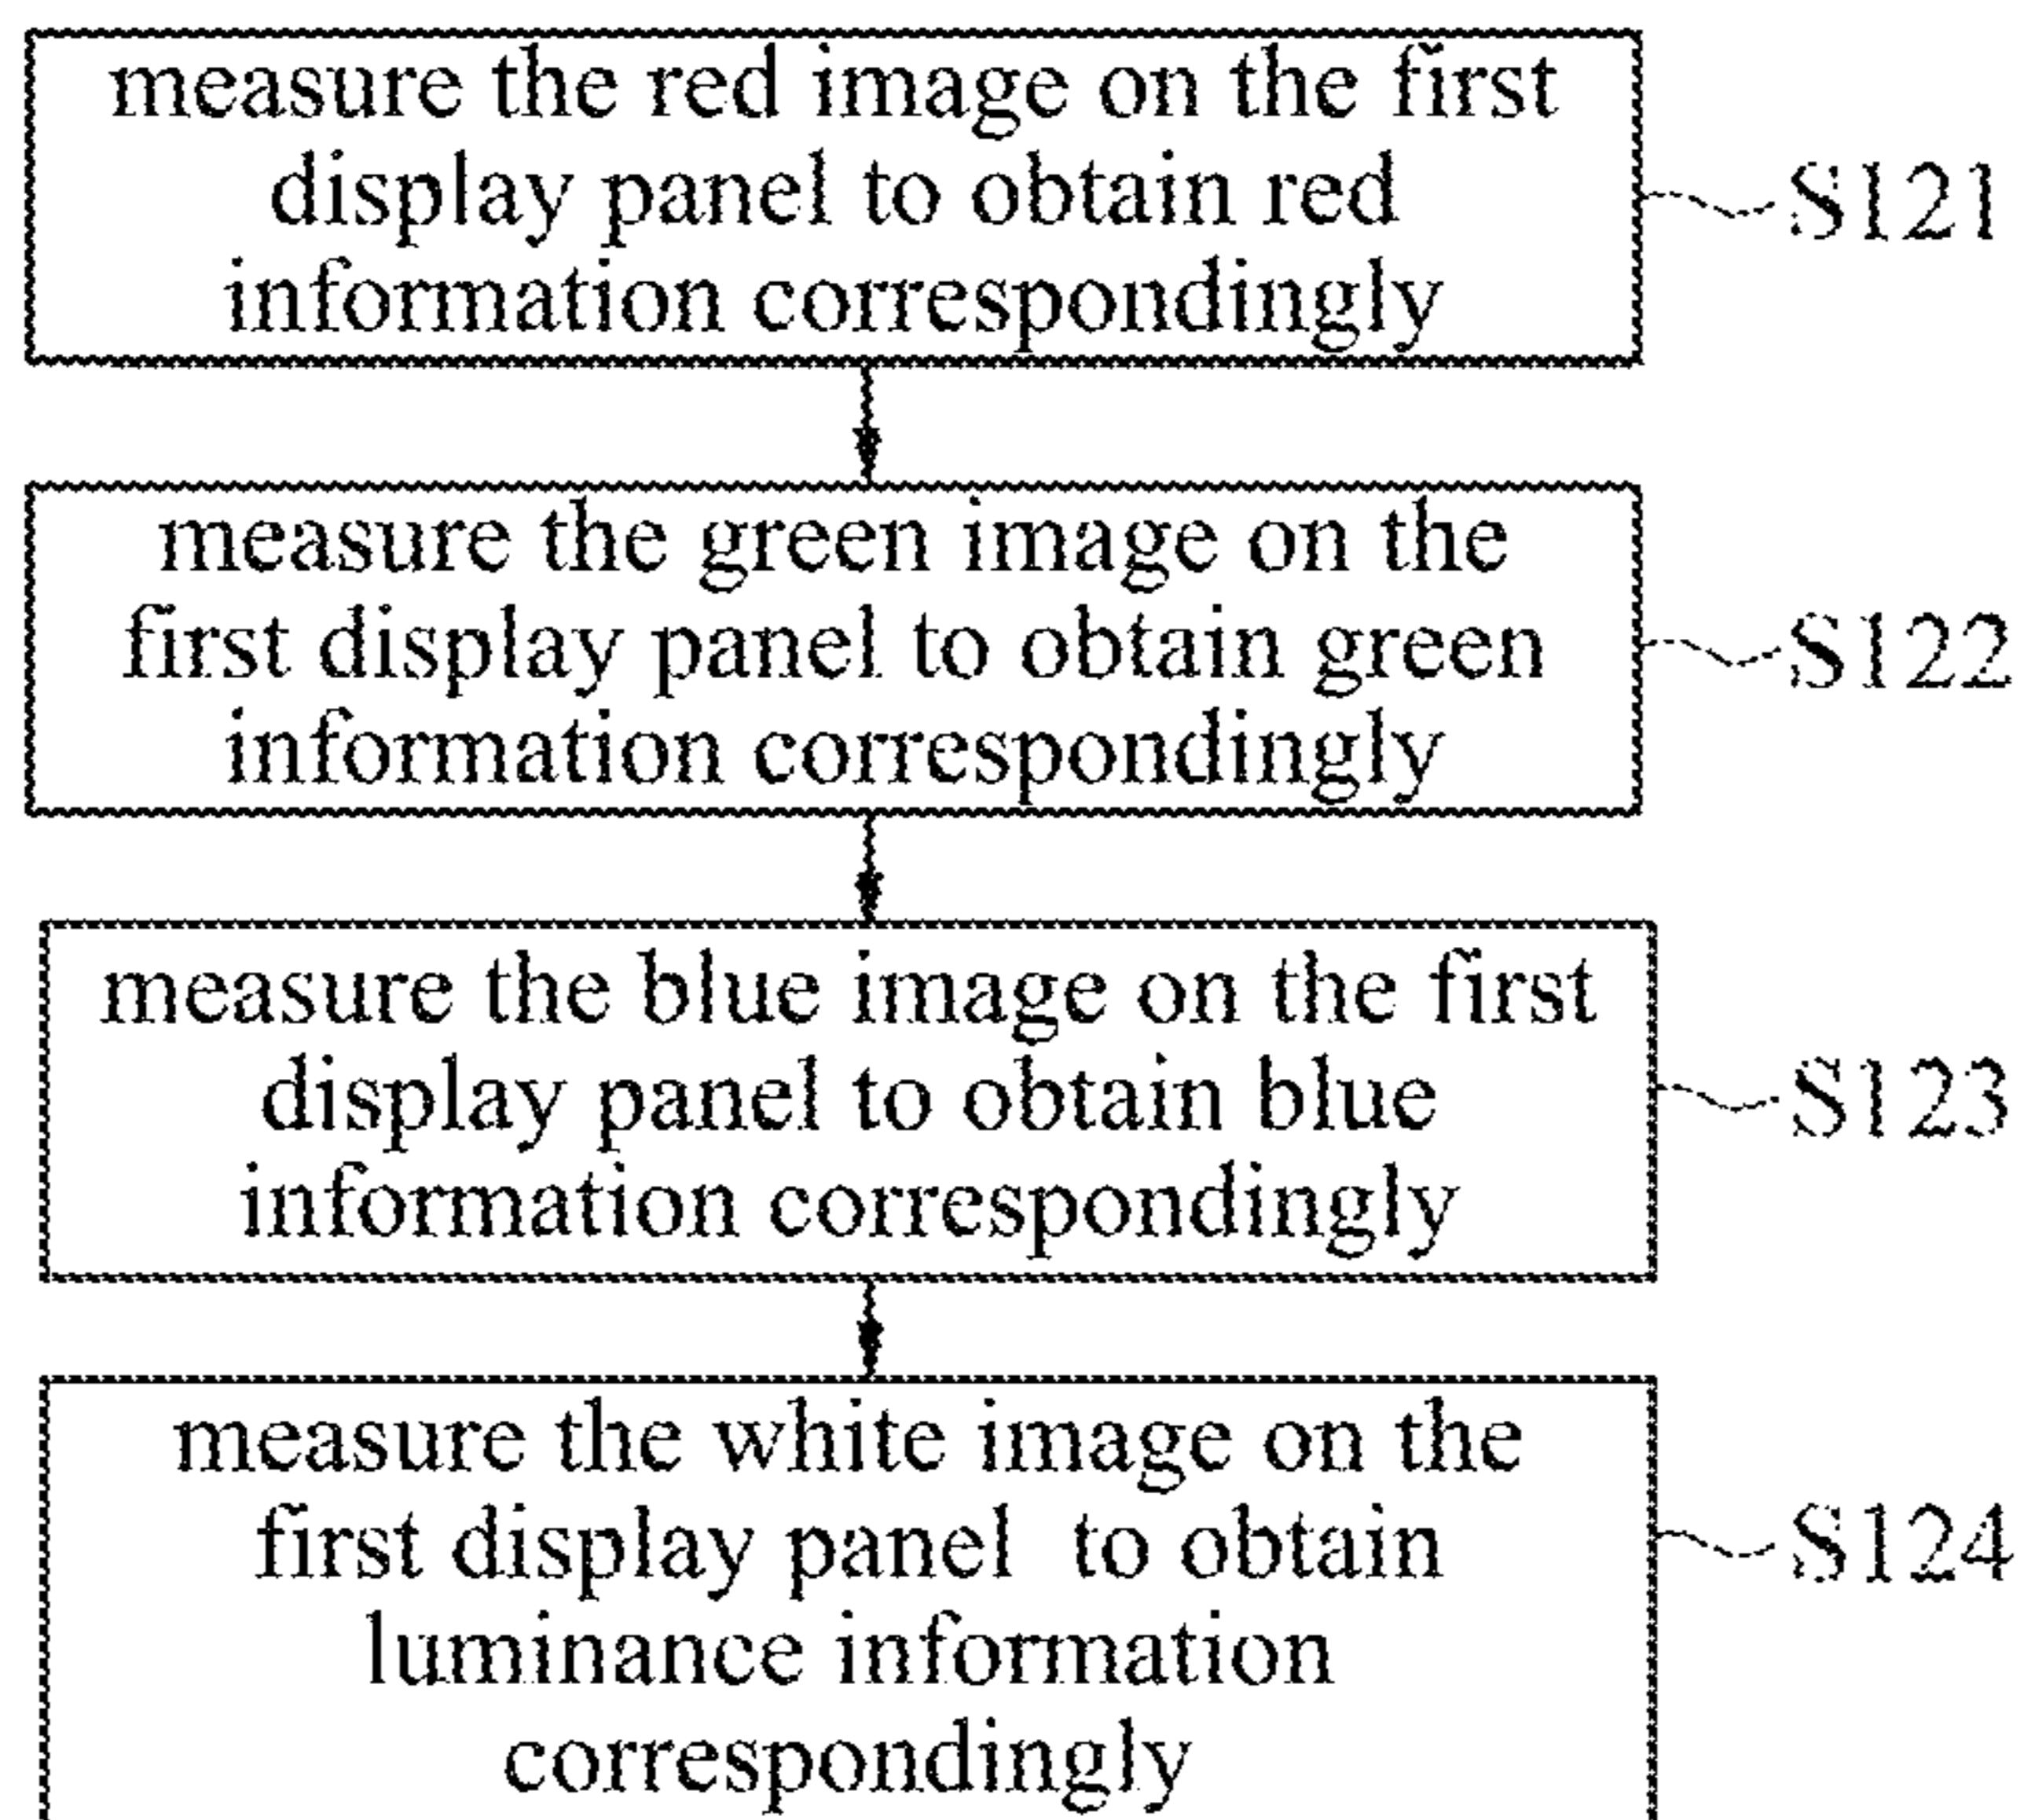 measure the red image on the first
display panel to obtain red
information correspondingly
S121
measure the green image on the
first display panel to obtain green
information correspondingly
S122
measure the blue image on the first
display panel to obtain blue
information correspondingly
S123
measure the white image on the
first display panel to obtain
luminance information
correspondingly
S124